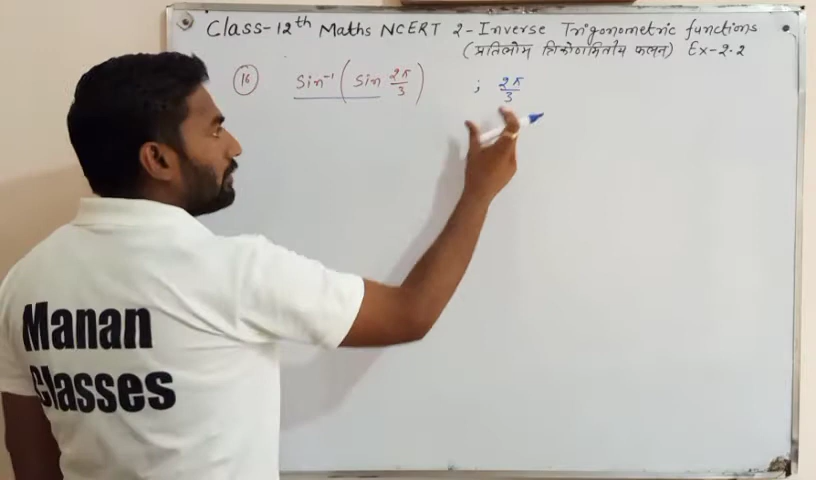 Class-12th Maths NCERT 2-Inverse Trigonometric functions
(प्रतिलोम त्रिकोणमितीय फलन) Ex-2.2
16 Sin⁻¹(Sin 2π/3) ; 2π/3
Manan
Classes